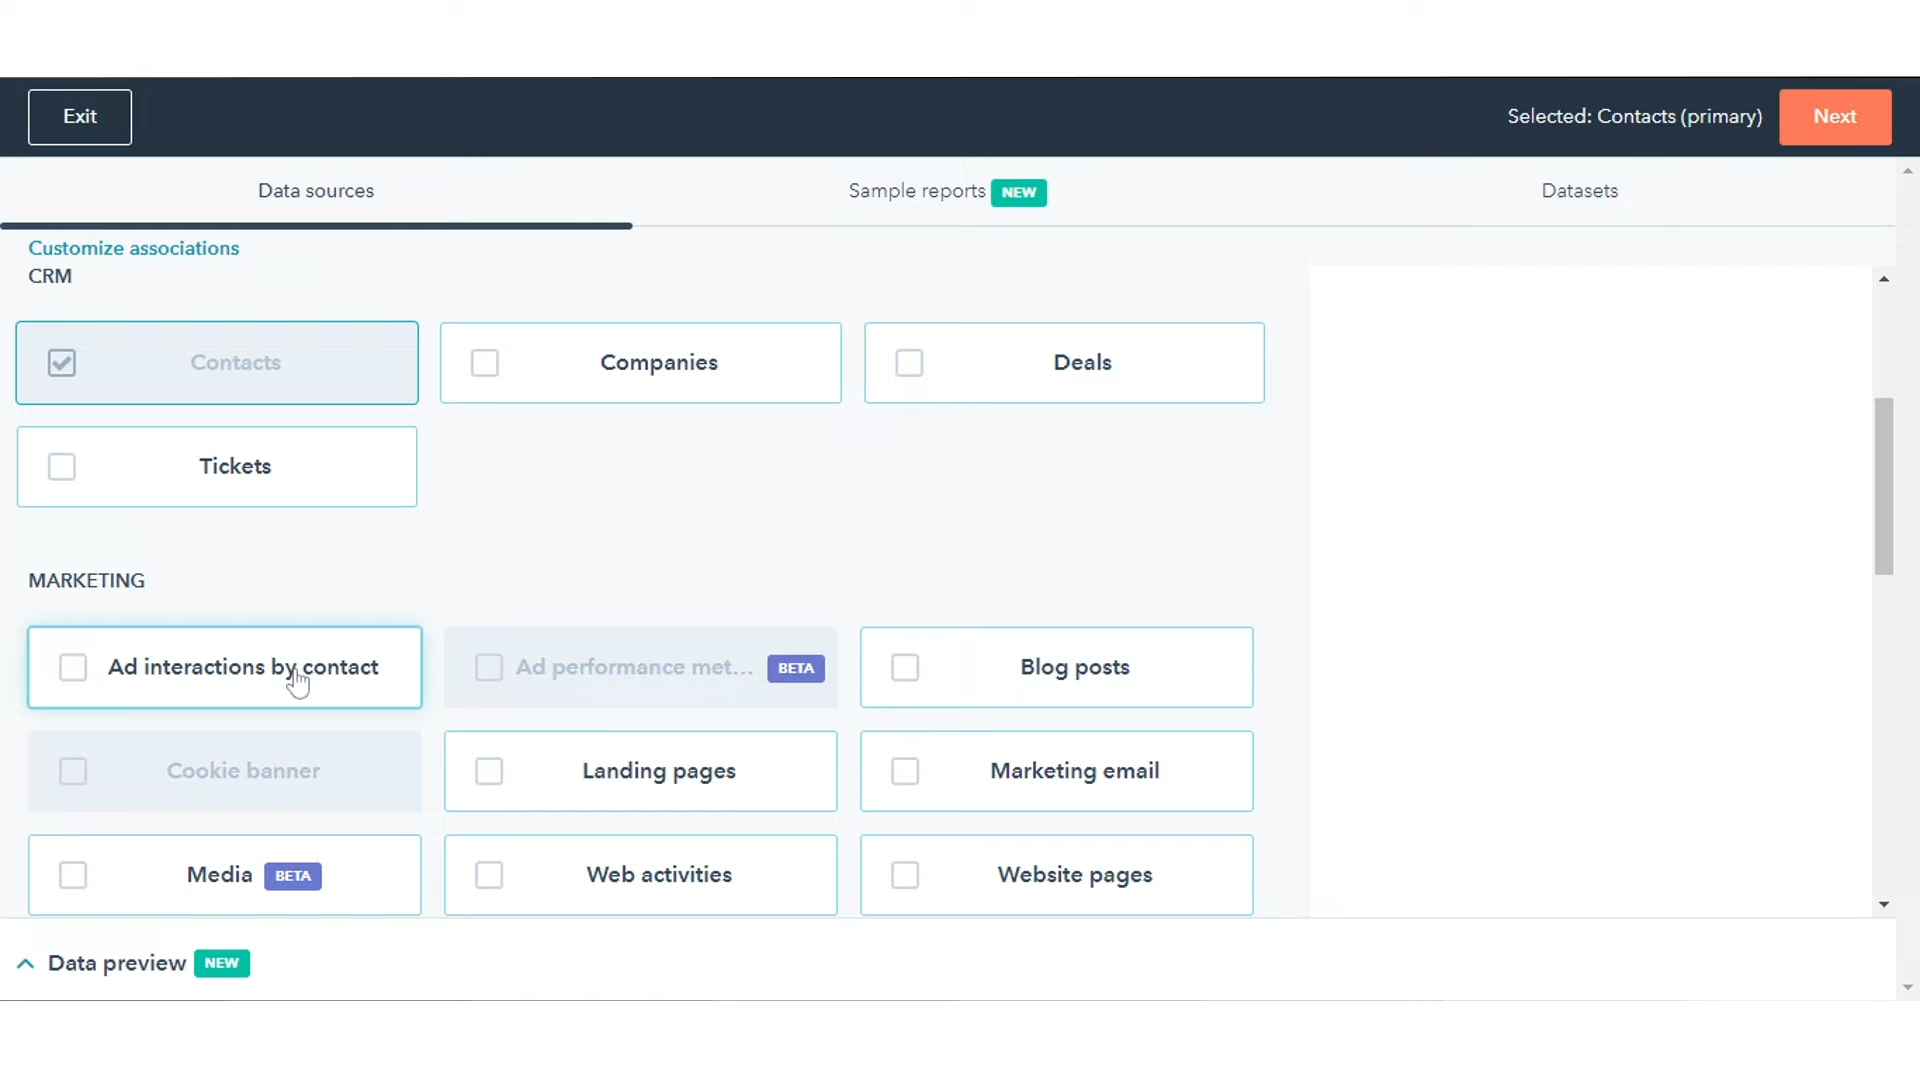 Exit
Selected: Contacts (primary)
Next
Data sources
Sample reports NEW
Datasets
Customize associations
CRM
Contacts
Companies
Deals
Tickets
MARKETING
Ad interactions by contact
Ad performance met... BETA
Blog posts
Cookie banner
Landing pages
Marketing email
Media BETA
Web activities
Website pages
Data preview NEW